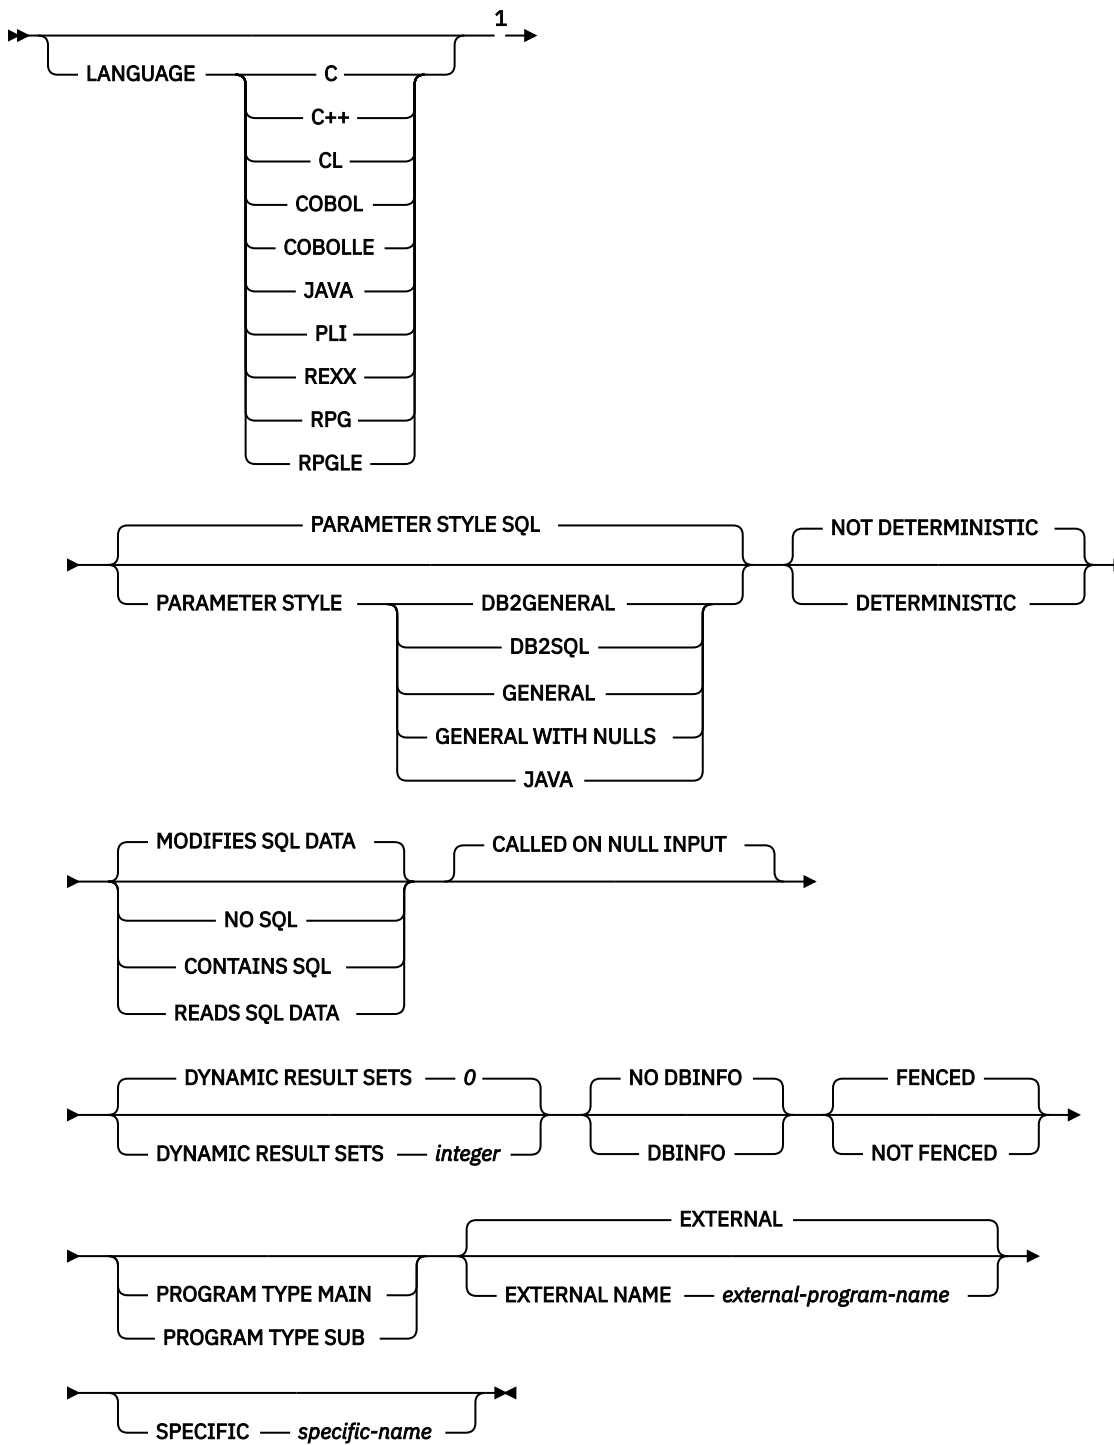 1
LANGUAGE C
C++
CL
COBOL
COBOLLE
JAVA
PLI
REXX
RPG
RPGLE
PARAMETER STYLE SQL NOT DETERMINISTIC
PARAMETER STYLE DB2GENERAL DETERMINISTIC
DB2SQL
GENERAL
GENERAL WITH NULLS
JAVA
MODIFIES SQL DATA CALLED ON NULL INPUT
NO SQL
CONTAINS SQL
READS SQL DATA
DYNAMIC RESULT SETS 0 NO DBINFO FENCED
DYNAMIC RESULT SETS integer DBINFO NOT FENCED
EXTERNAL
PROGRAM TYPE MAIN EXTERNAL NAME external-program-name
PROGRAM TYPE SUB
SPECIFIC specific-name